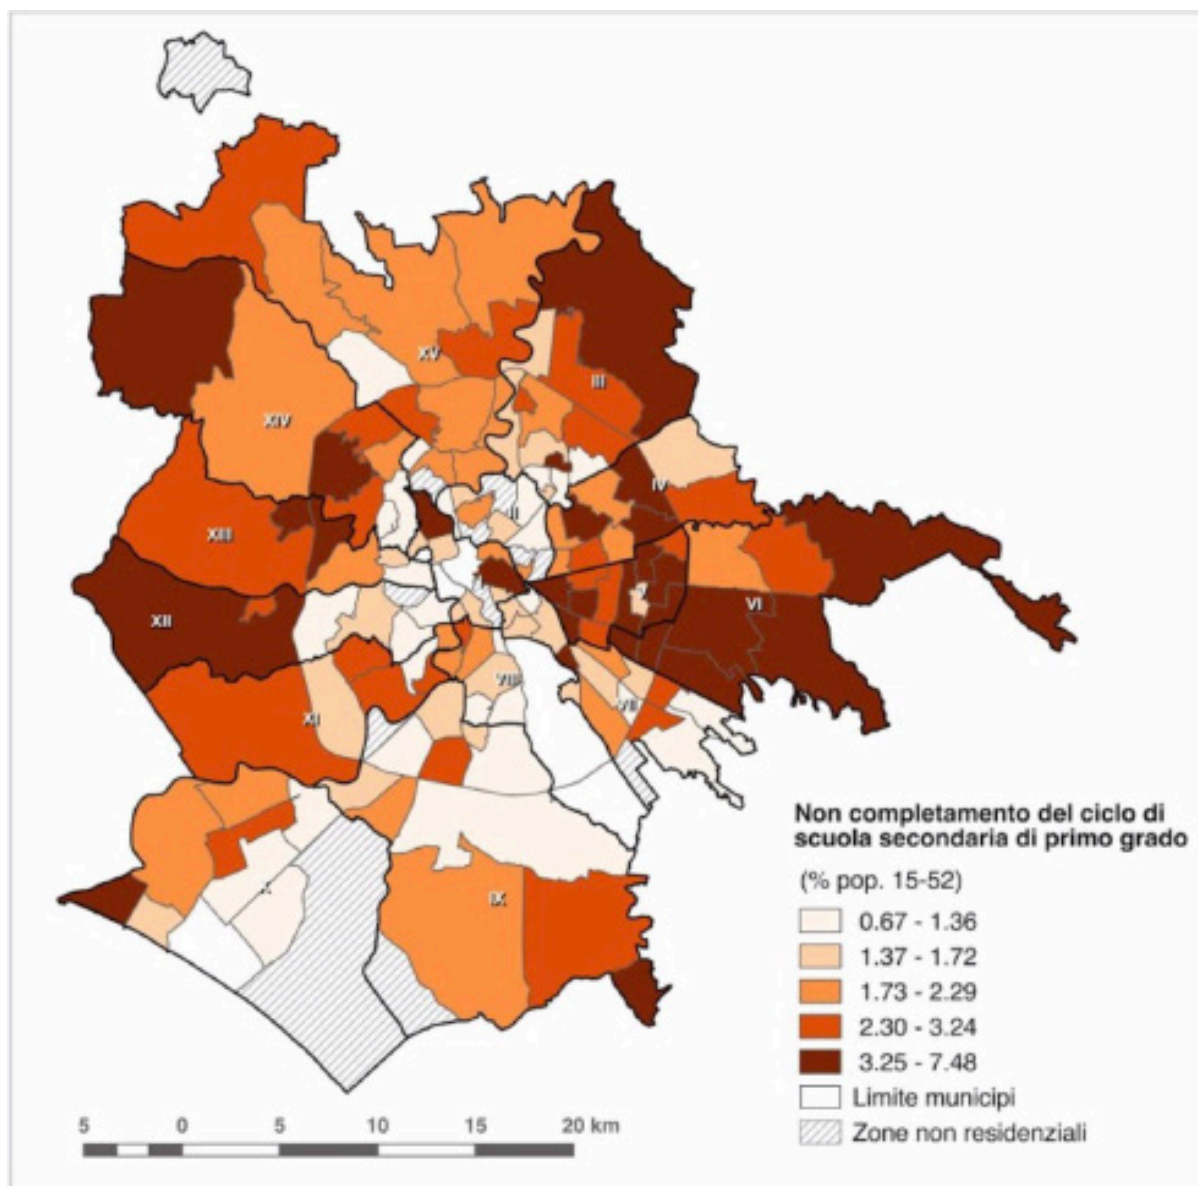 XV
III
XIV
IV
II
XIII
I
V
VI
XII
VIII
VII
XI
X
IX
Non completamento del ciclo di
scuola secondaria di primo grado
(% pop. 15-52)
0.67 - 1.36
1.37 - 1.72
1.73 - 2.29
2.30 - 3.24
3.25 - 7.48
Limite municipi
Zone non residenziali
5 0 5 10 15 20 km